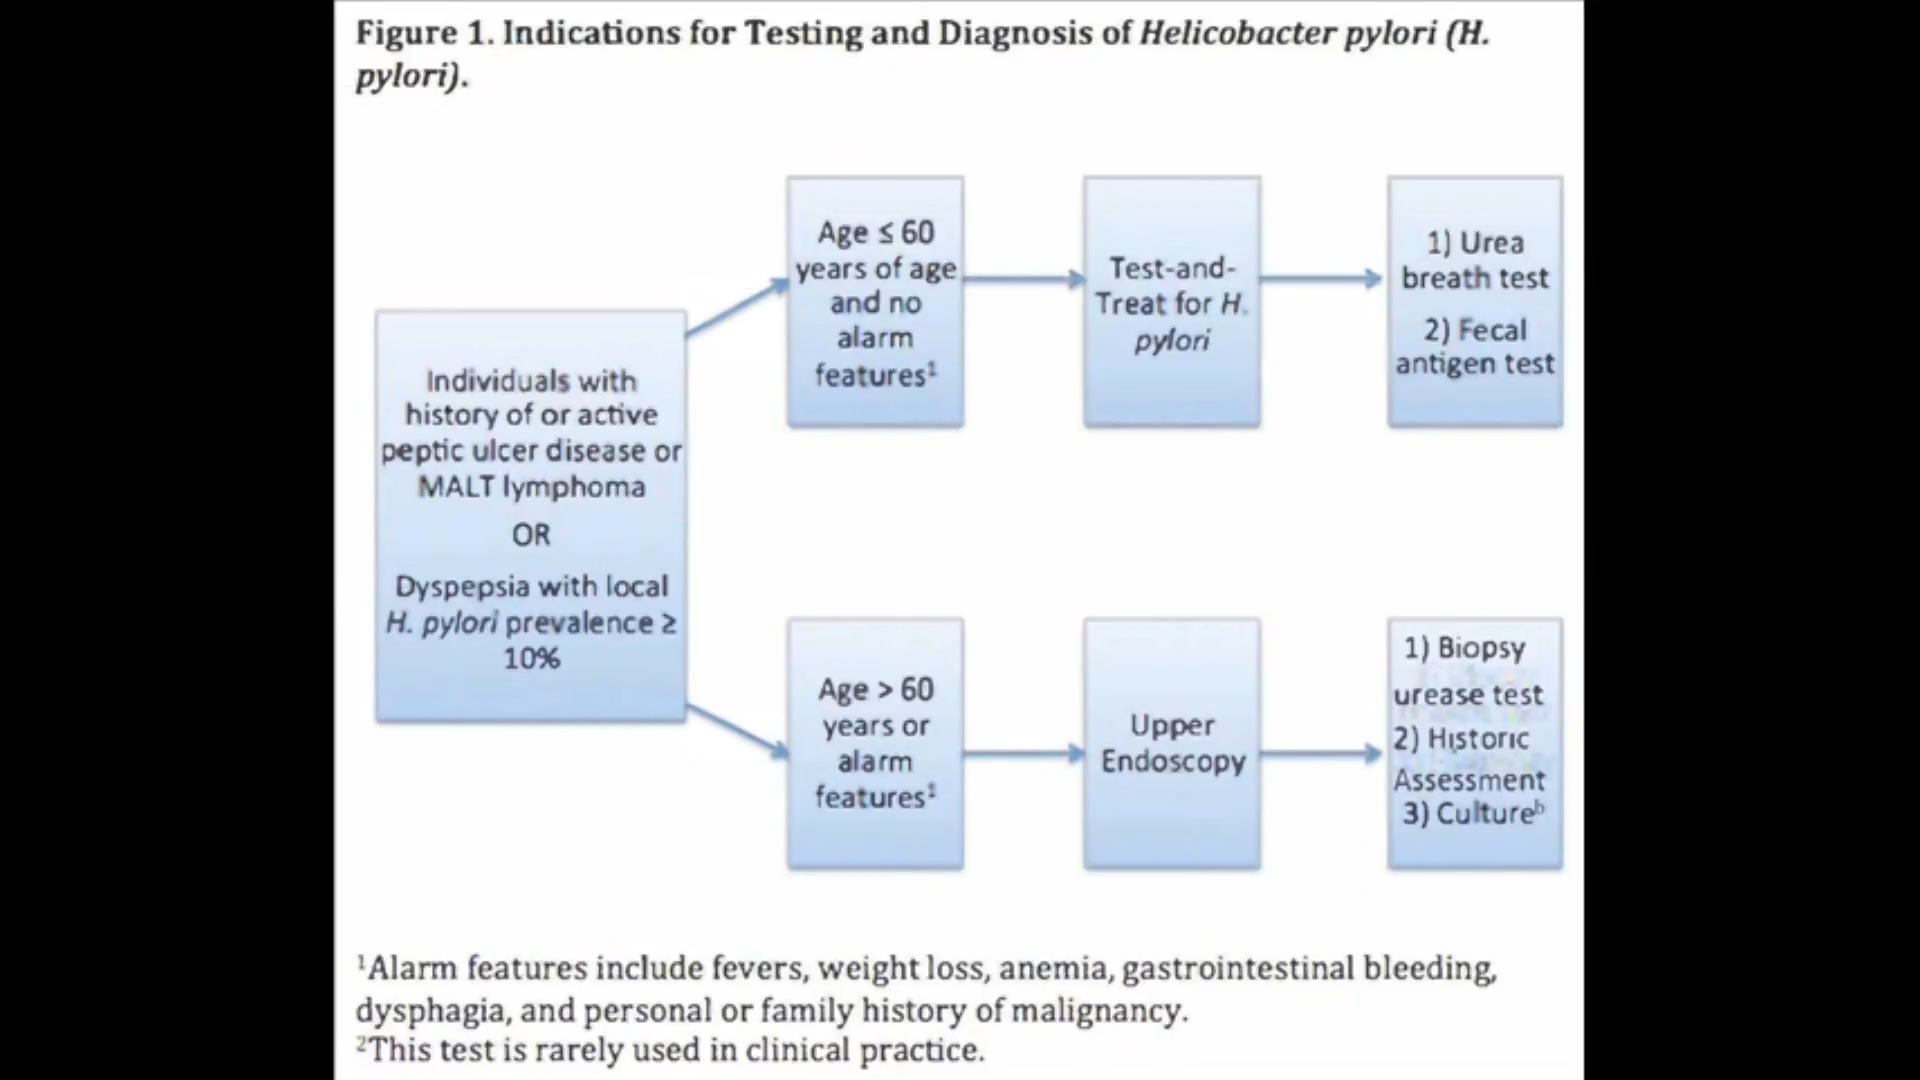 Figure 1. Indications for Testing and Diagnosis of Helicobacter pylori (H.
pylori).
Individuals with
history of or active
peptic ulcer disease or
MALT lymphoma
OR
Dyspepsia with local
H. pylori prevalence ≥
10%
Age ≤ 60
years of age
and no
alarm
features¹
Test-and-
Treat for H.
pylori
1) Urea
breath test
2) Fecal
antigen test
Age > 60
years or
alarm
features¹
Upper
Endoscopy
1) Biopsy
urease test
2) Historic
Assessment
3) Cultureᵇ
¹Alarm features include fevers, weight loss, anemia, gastrointestinal bleeding,
dysphagia, and personal or family history of malignancy.
²This test is rarely used in clinical practice.